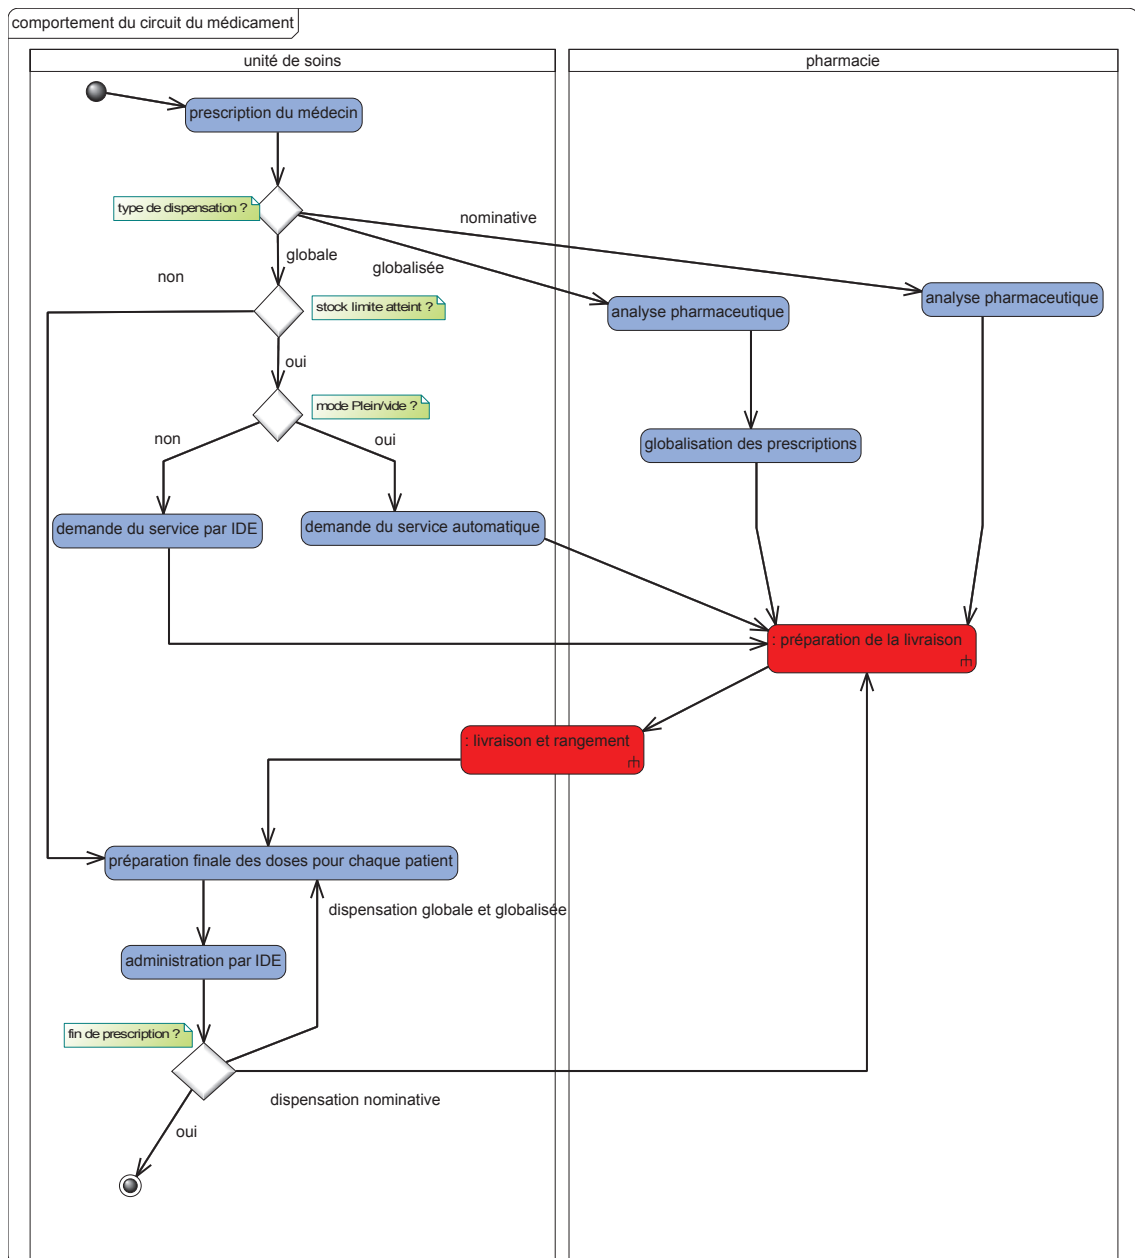 comportement du circuit du médicament
unité de soins
pharmacie
prescription du médecin
type de dispensation ?
nominative
globale
globalisée
non
stock limite atteint ?
analyse pharmaceutique
analyse pharmaceutique
oui
mode Plein/vide ?
non
oui
globalisation des prescriptions
demande du service par IDE
demande du service automatique
: préparation de la livraison
: livraison et rangement
préparation finale des doses pour chaque patient
dispensation globale et globalisée
administration par IDE
fin de prescription ?
dispensation nominative
oui